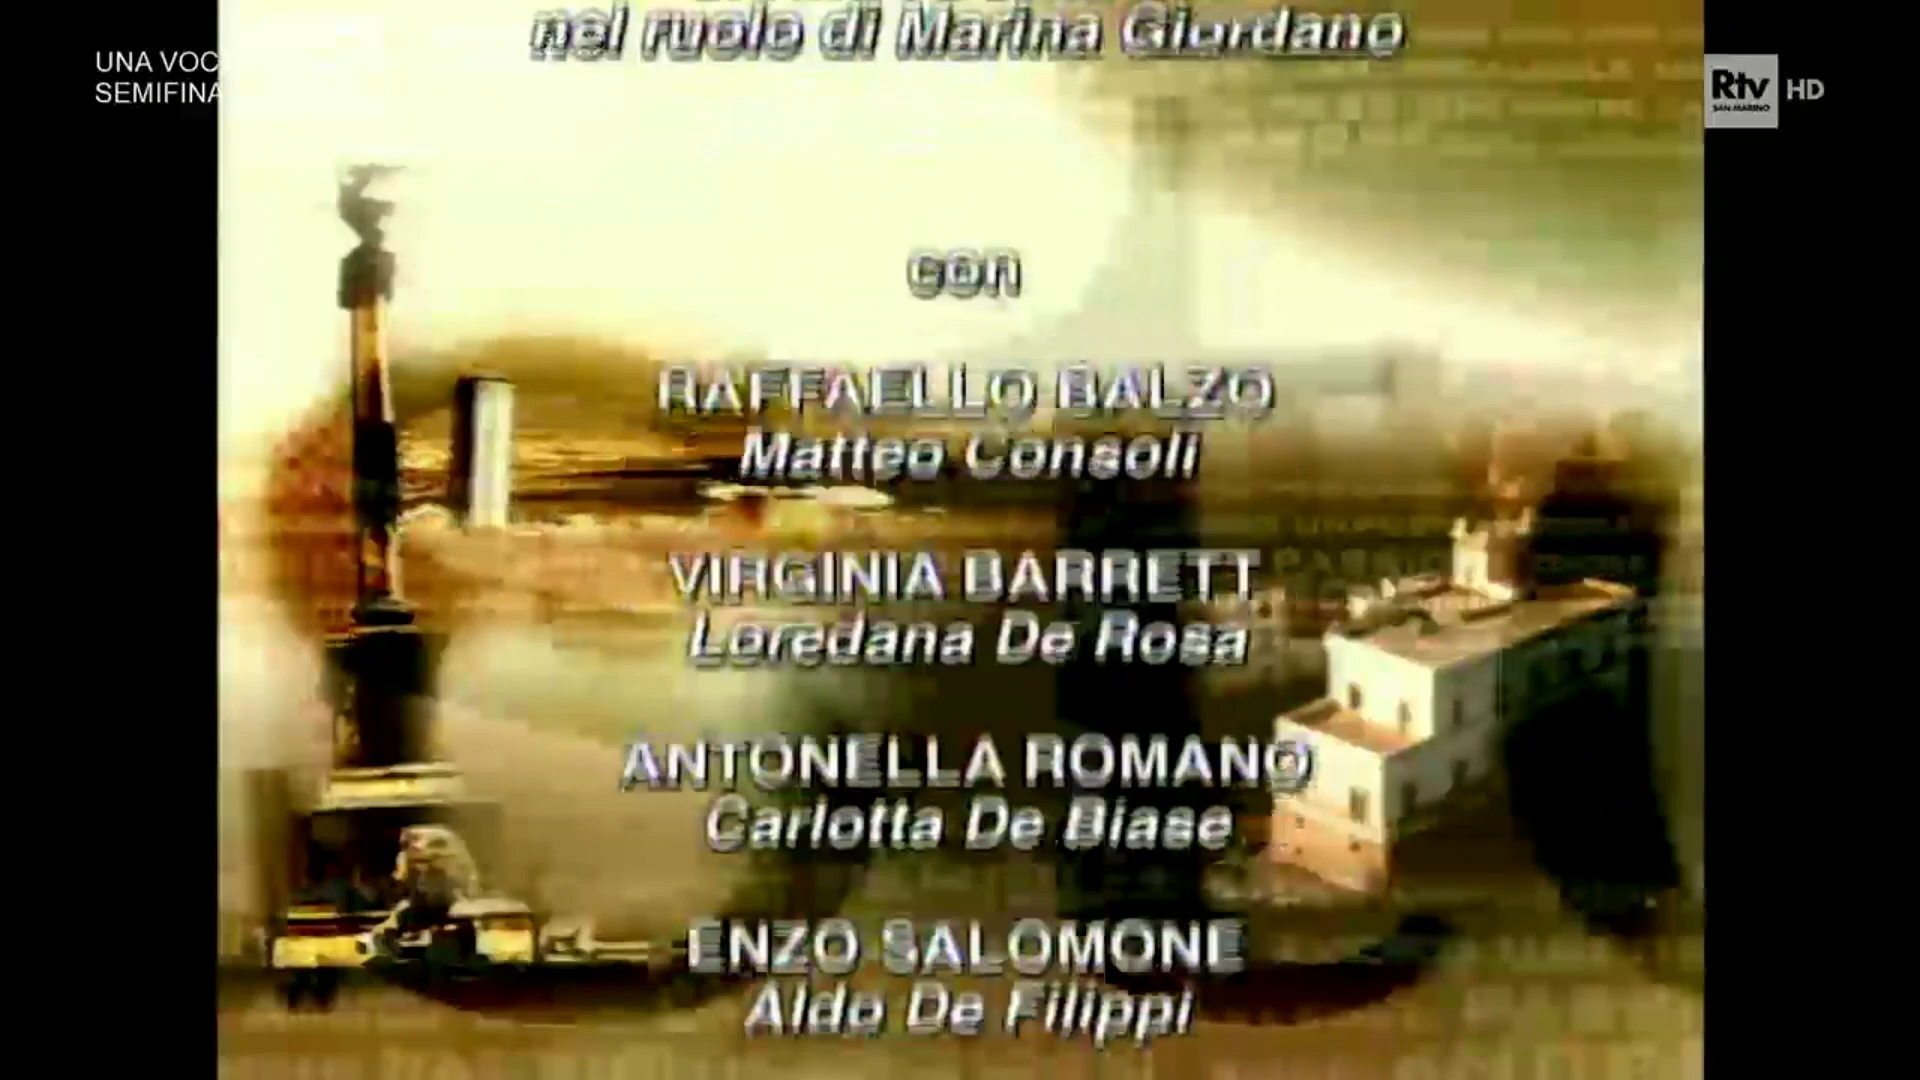 nel ruolo di Marina Giordano
UNA VOC
SEMIFINA
Rtv HD
SAN MARINO
con
RAFFAELLO BALZO
Matteo Consoli
VIRGINIA BARRETT
Loredana De Rosa
ANTONELLA ROMANO
Carlotta De Biase
ENZO SALOMONE
Aldo De Filippi